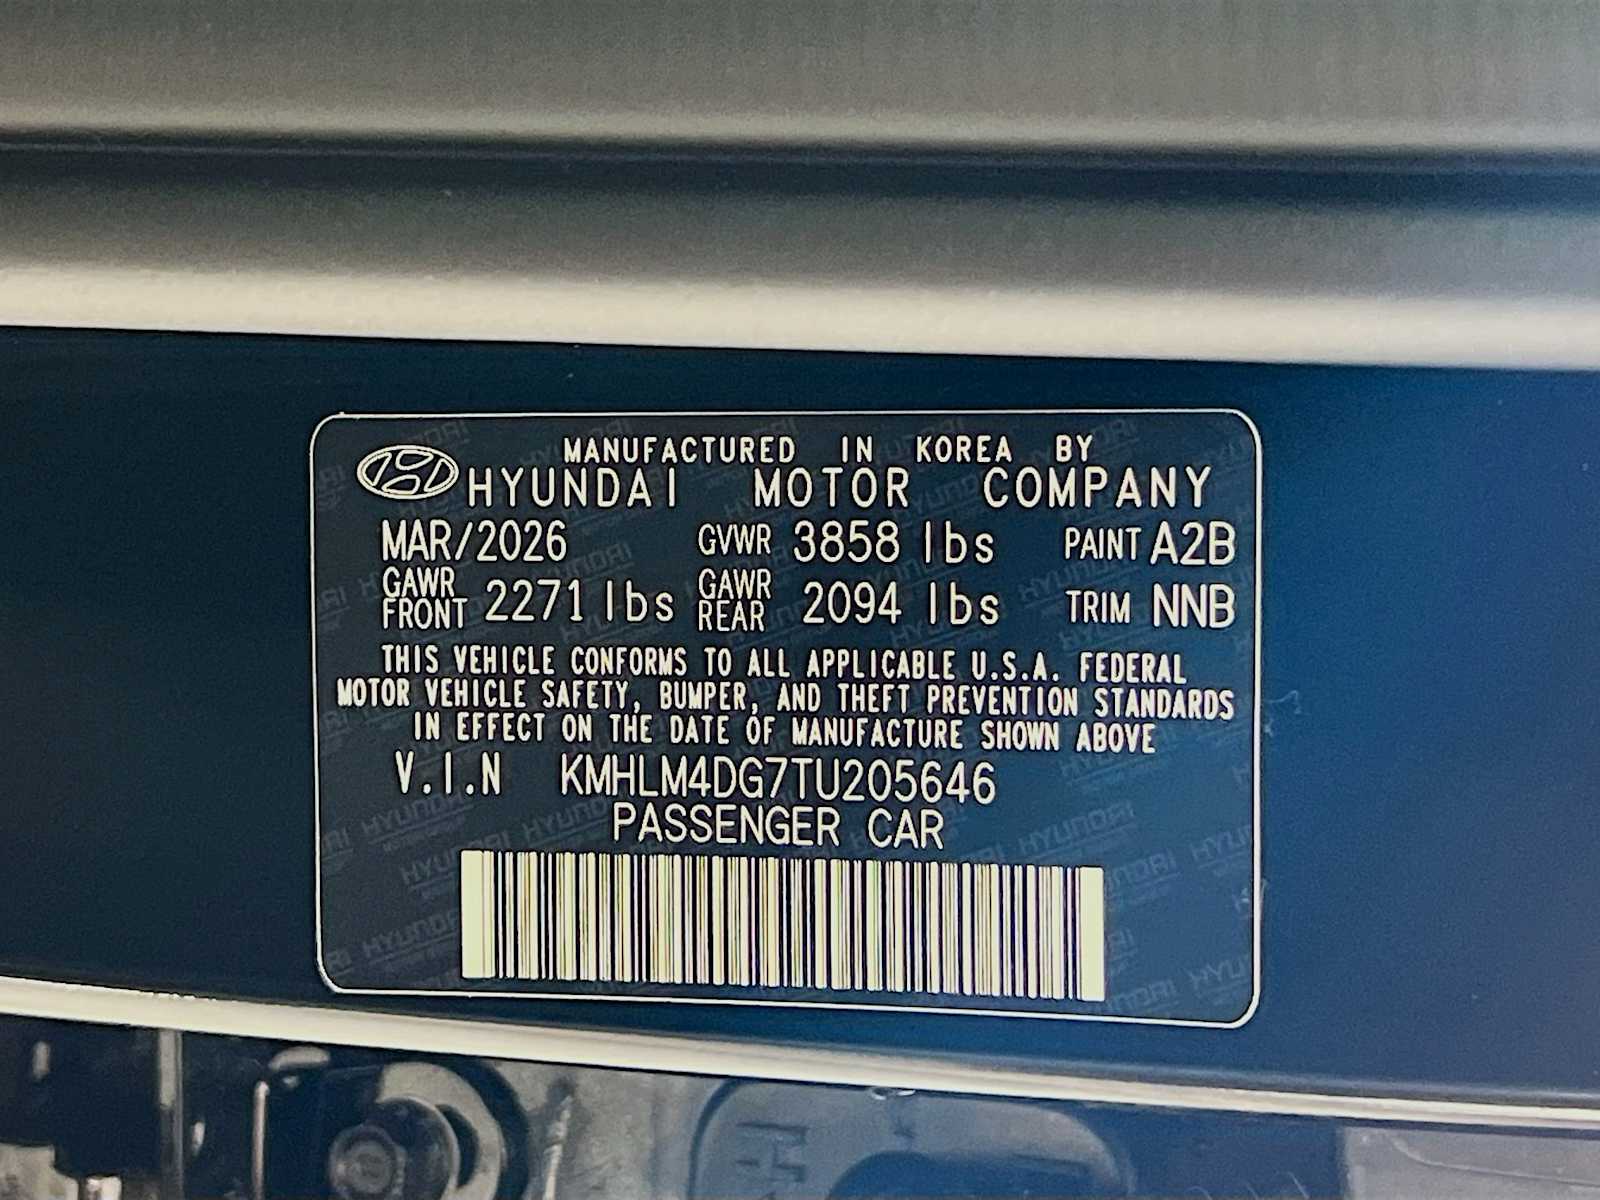 MANUFACTURED IN KOREA BY
HYUNDAI MOTOR COMPANY
MAR/2026 GVWR 3858 lbs PAINT A2B
GAWR FRONT 2271 lbs GAWR REAR 2094 lbs TRIM NNB
THIS VEHICLE CONFORMS TO ALL APPLICABLE U.S.A. FEDERAL
MOTOR VEHICLE SAFETY, BUMPER, AND THEFT PREVENTION STANDARDS
IN EFFECT ON THE DATE OF MANUFACTURE SHOWN ABOVE
V.I.N KMHLM4DG7TU205646
PASSENGER CAR